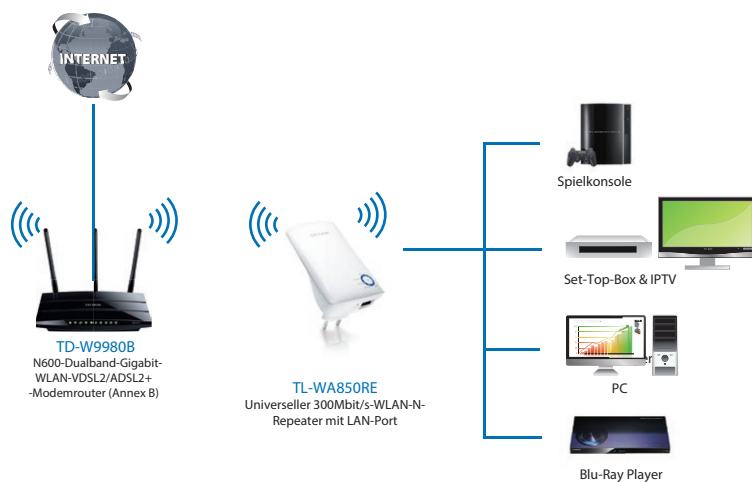 INTERNET
Spielkonsole
Set-Top-Box & IPTV
TD-W9980B
N600-Dualband-Gigabit-
WLAN-VDSL2/ADSL2+
-Modemrouter (Annex B)
TL-WA850RE
Universeller 300Mbit/s-WLAN-N-
Repeater mit LAN-Port
er
PC
Blu-Ray Player